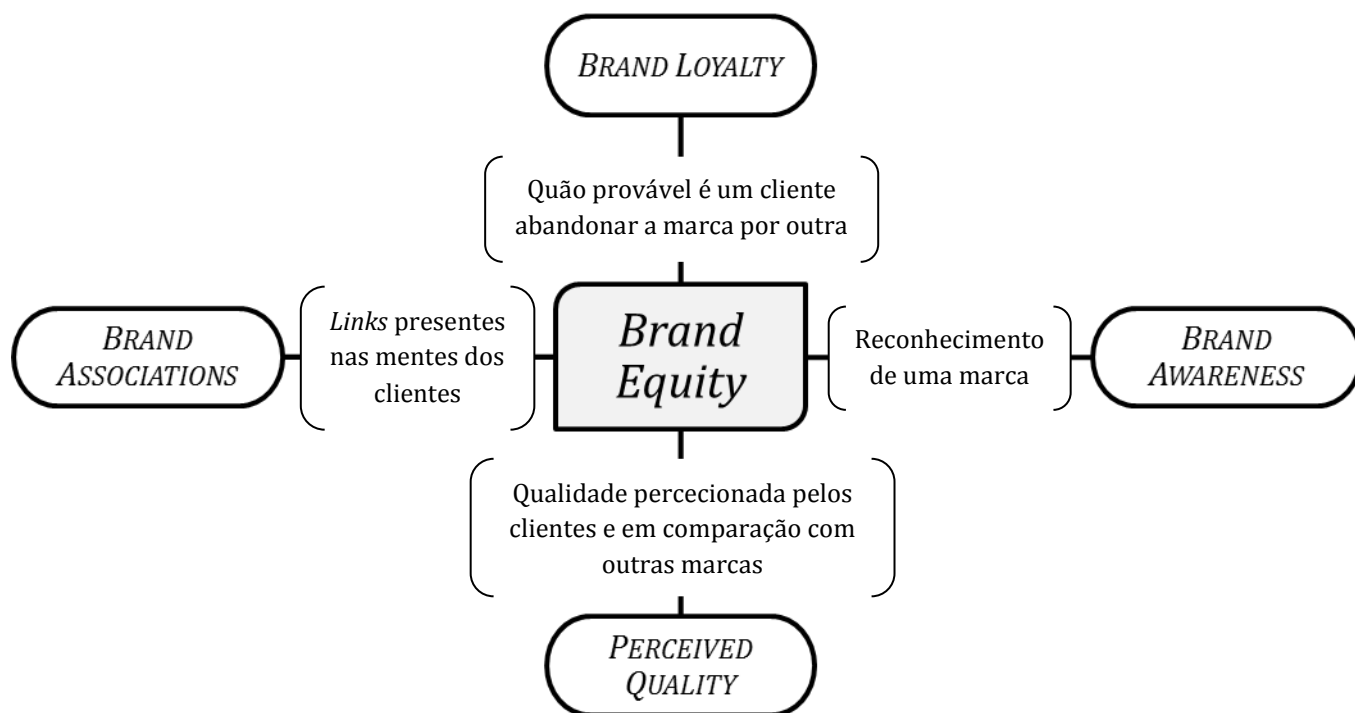 BRAND LOYALTY
Quão provável é um cliente
abandonar a marca por outra
BRAND
ASSOCIATIONS
Links presentes
nas mentes dos
clientes
Brand
Equity
Reconhecimento
de uma marca
BRAND
AWARENESS
Qualidade percecionada pelos
clientes e em comparação com
outras marcas
PERCEIVED
QUALITY